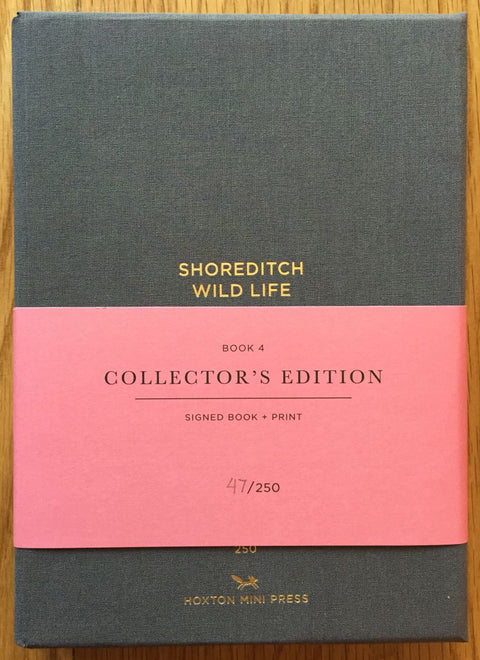 SHOREDITCH
WILD LIFE
BOOK 4
COLLECTOR'S EDITION
SIGNED BOOK + PRINT
47/250
250
HOXTON MINI PRESS